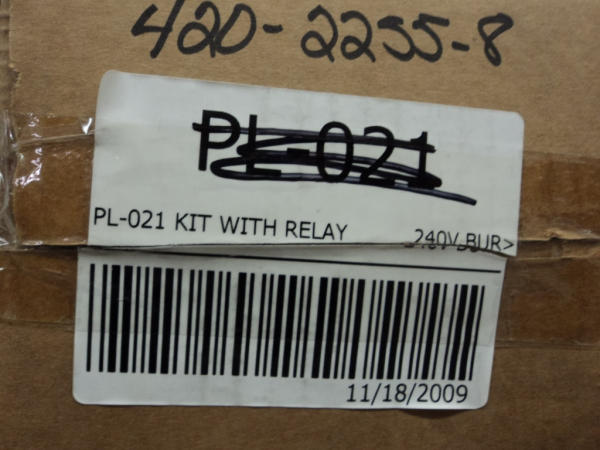 420-2255-8
PL-021
PL-021 KIT WITH RELAY 240V BUR>
11/18/2009